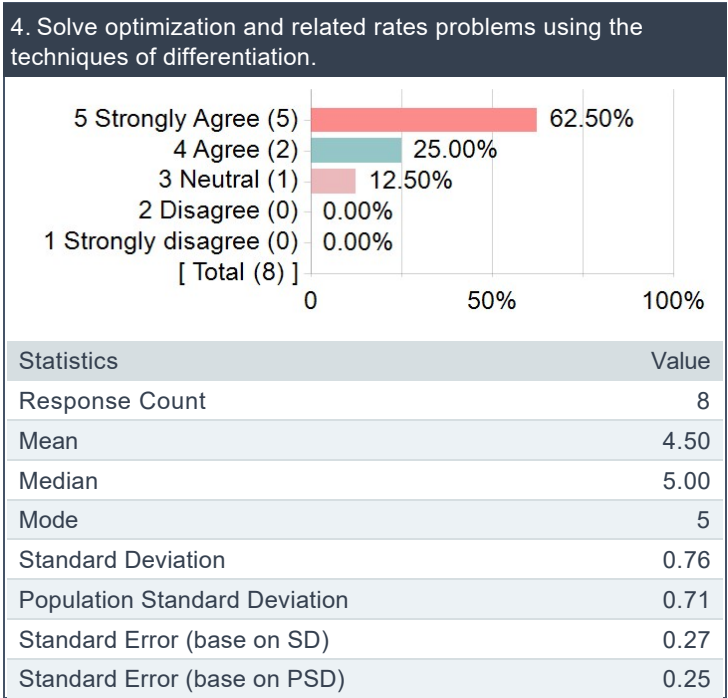 4. Solve optimization and related rates problems using the
techniques of differentiation.
5 Strongly Agree (5) 62.50%
4 Agree (2) 25.00%
3 Neutral (1) 12.50%
2 Disagree (0) 0.00%
1 Strongly disagree (0) 0.00%
[ Total (8) ]
0 50% 100%
Statistics Value
Response Count 8
Mean 4.50
Median 5.00
Mode 5
Standard Deviation 0.76
Population Standard Deviation 0.71
Standard Error (base on SD) 0.27
Standard Error (base on PSD) 0.25